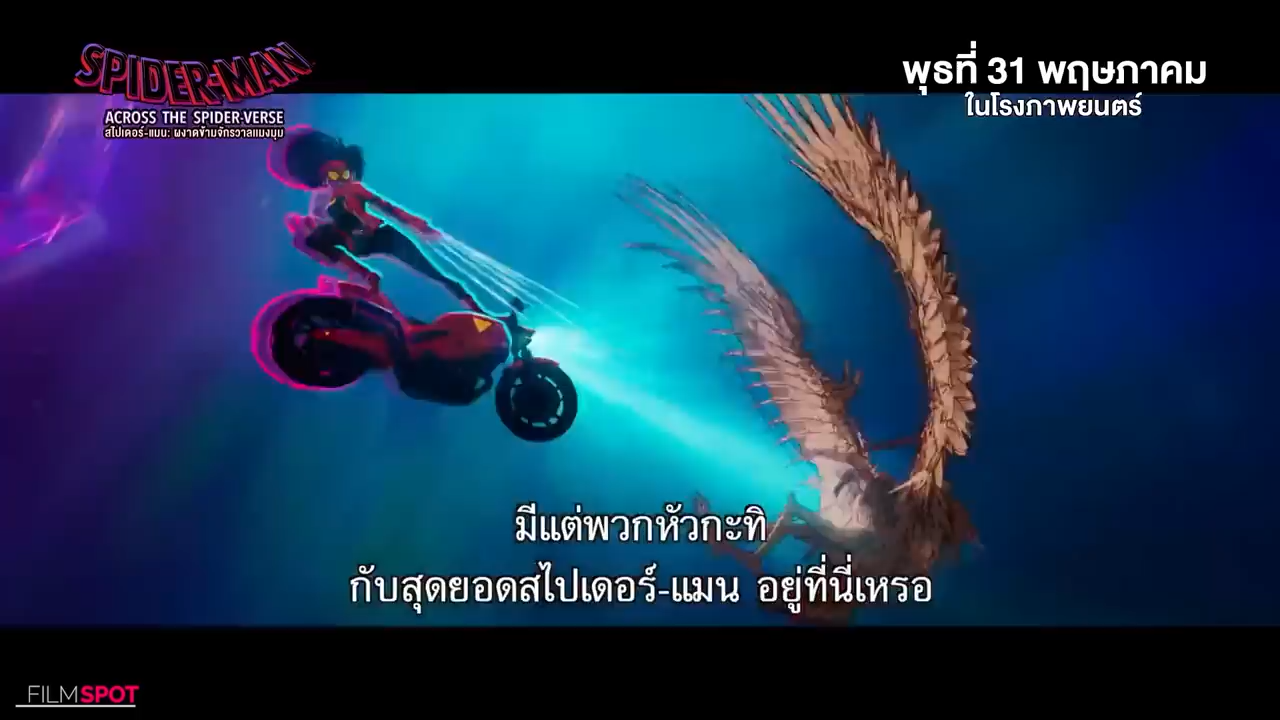 SPIDER-MAN
ACROSS THE SPIDER-VERSE
สไปเดอร์-แมน: ผงาดข้ามจักรวาลแมงมุม
พุธที่ 31 พฤษภาคม
ในโรงภาพยนตร์
มีแต่พวกหัวกะทิ
กับสุดยอดสไปเดอร์-แมน อยู่ที่นี่เหรอ
FILMSPOT